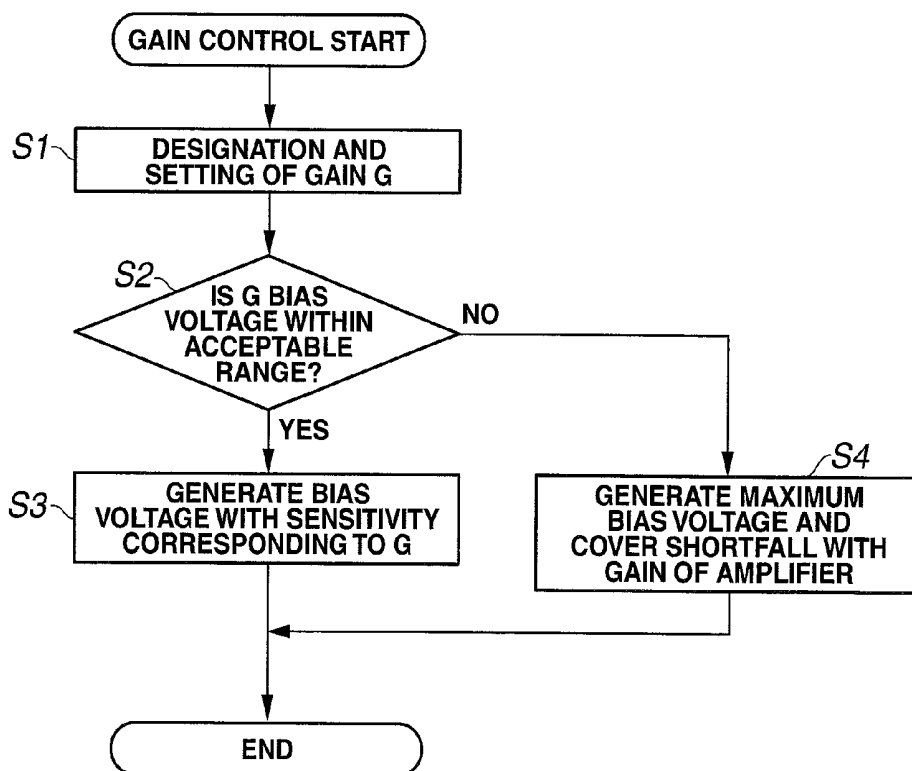 GAIN CONTROL START
S1
DESIGNATION AND
SETTING OF GAIN G
S2
IS G BIAS
VOLTAGE WITHIN
ACCEPTABLE
RANGE?
NO
YES
S3
GENERATE BIAS
VOLTAGE WITH SENSITIVITY
CORRESPONDING TO G
S4
GENERATE MAXIMUM
BIAS VOLTAGE AND
COVER SHORTFALL WITH
GAIN OF AMPLIFIER
END